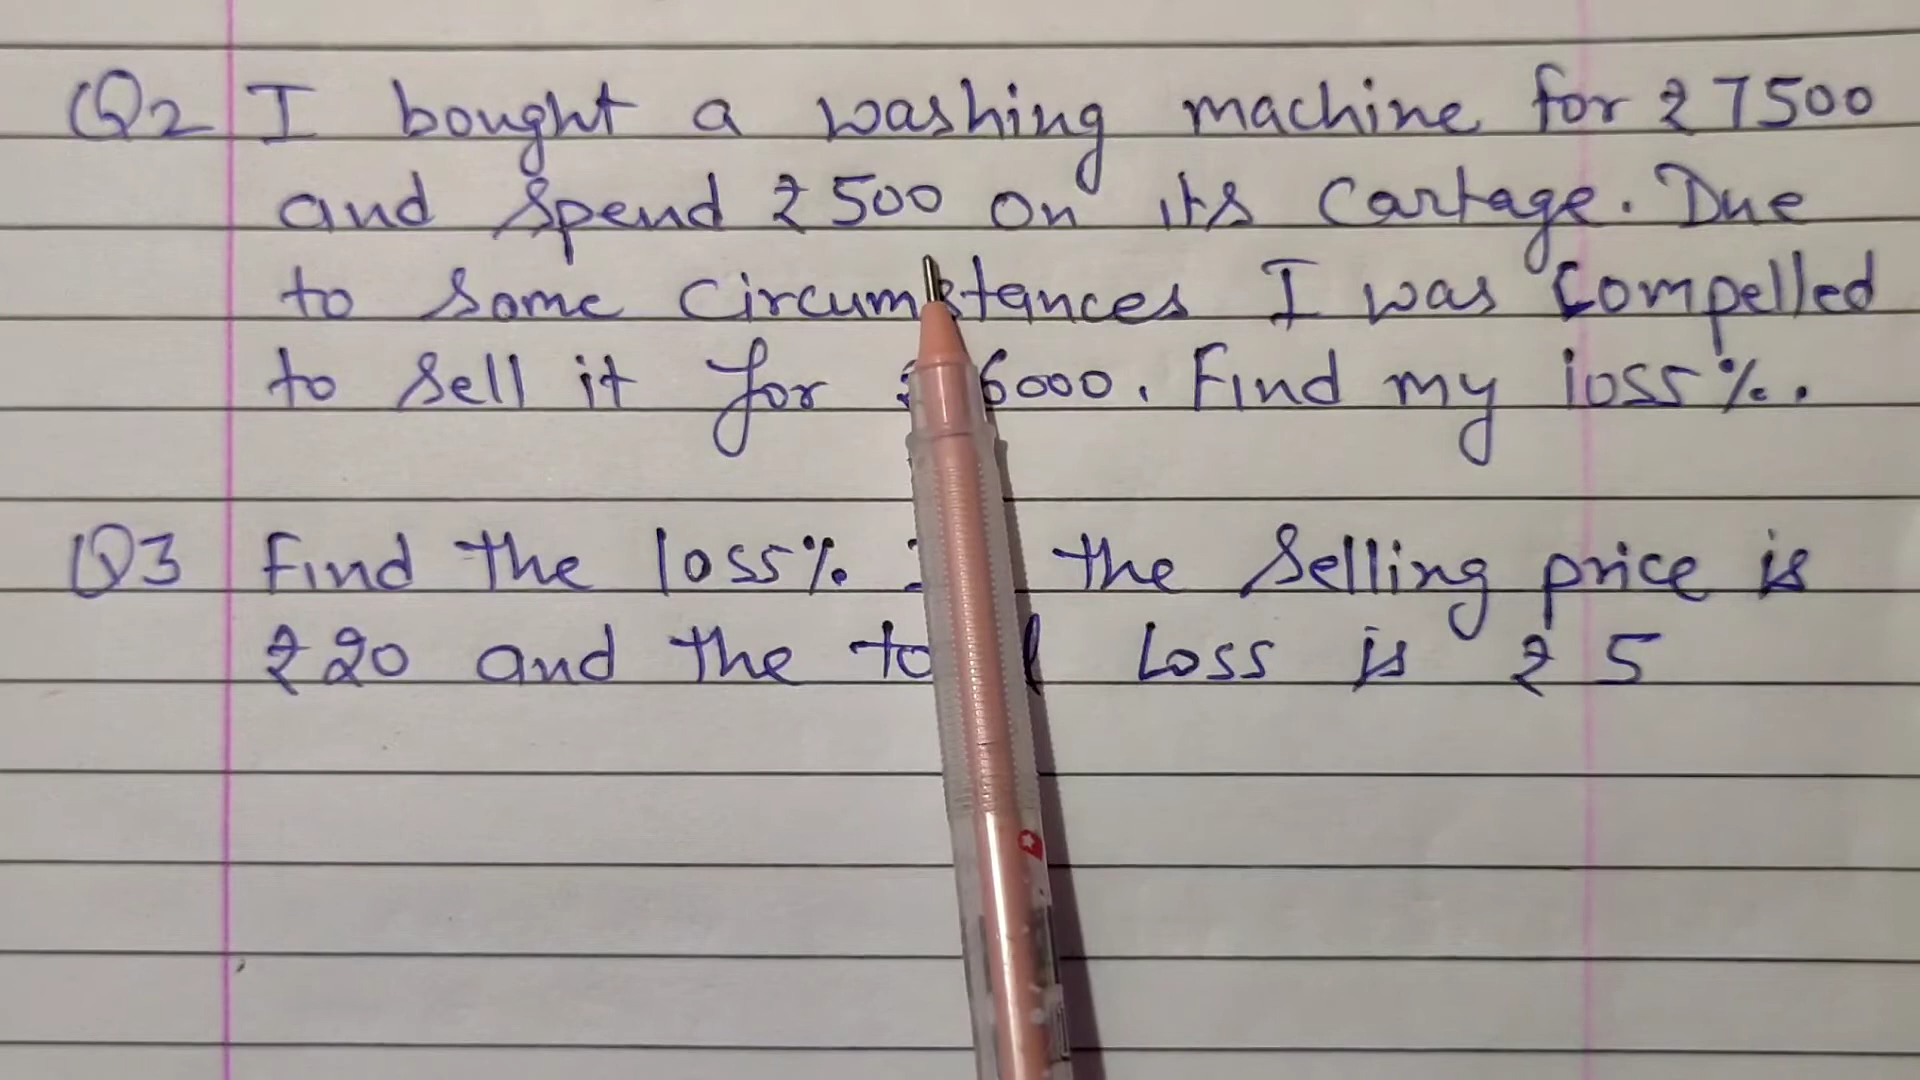 Q2 I bought a washing machine for ₹7500
and spend ₹500 on its Cartage. Due
to some circumstances I was compelled
to sell it for 6000. Find my loss%.
Q3 Find the loss% the selling price is
₹20 and the Loss is ₹5